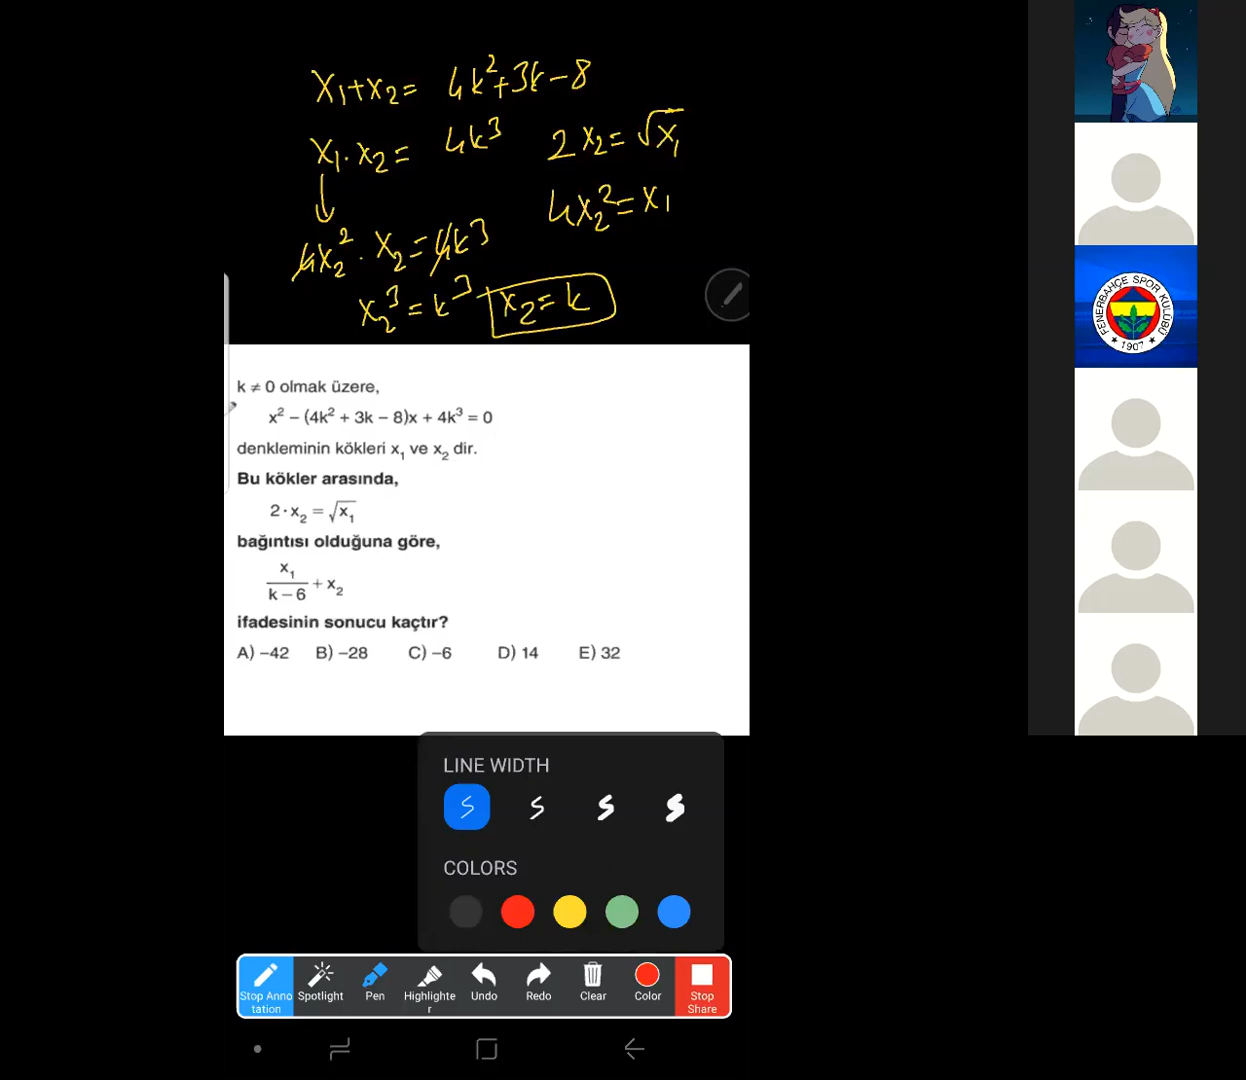 x₁+x₂= 4k²+3k-8
x₁.x₂= 4k³ 2x₂=√x₁
4x₂²=x₁
4x₂².x₂=4k³
x₂³=k³ x₂=k
k ≠ 0 olmak üzere,
x² – (4k² + 3k – 8)x + 4k³ = 0
denkleminin kökleri x₁ ve x₂ dir.
Bu kökler arasında,
2·x₂ = √x₁
bağıntısı olduğuna göre,
x₁
——— + x₂
k – 6
ifadesinin sonucu kaçtır?
A) –42 B) –28 C) –6 D) 14 E) 32
LINE WIDTH
COLORS
Stop Anno
tation
Spotlight
Pen
Highlighte
r
Undo
Redo
Clear
Color
Stop
Share
FENERBAHÇE SPOR KULÜBÜ
★ 1907 ★